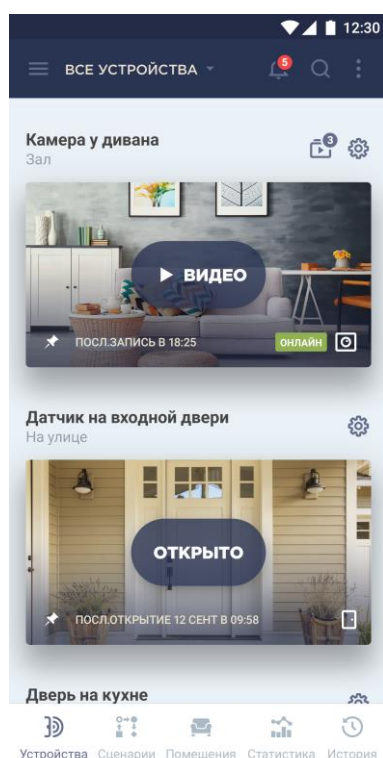 12:30
ВСЕ УСТРОЙСТВА
5
Камера у дивана
3
Зал
ВИДЕО
ПОСЛ.ЗАПИСЬ В 18:25
ОНЛАЙН
Датчик на входной двери
На улице
ОТКРЫТО
ПОСЛ.ОТКРЫТИЕ 12 СЕНТ В 09:58
Дверь на кухне
Устройства Сценарии Помещения Статистика История